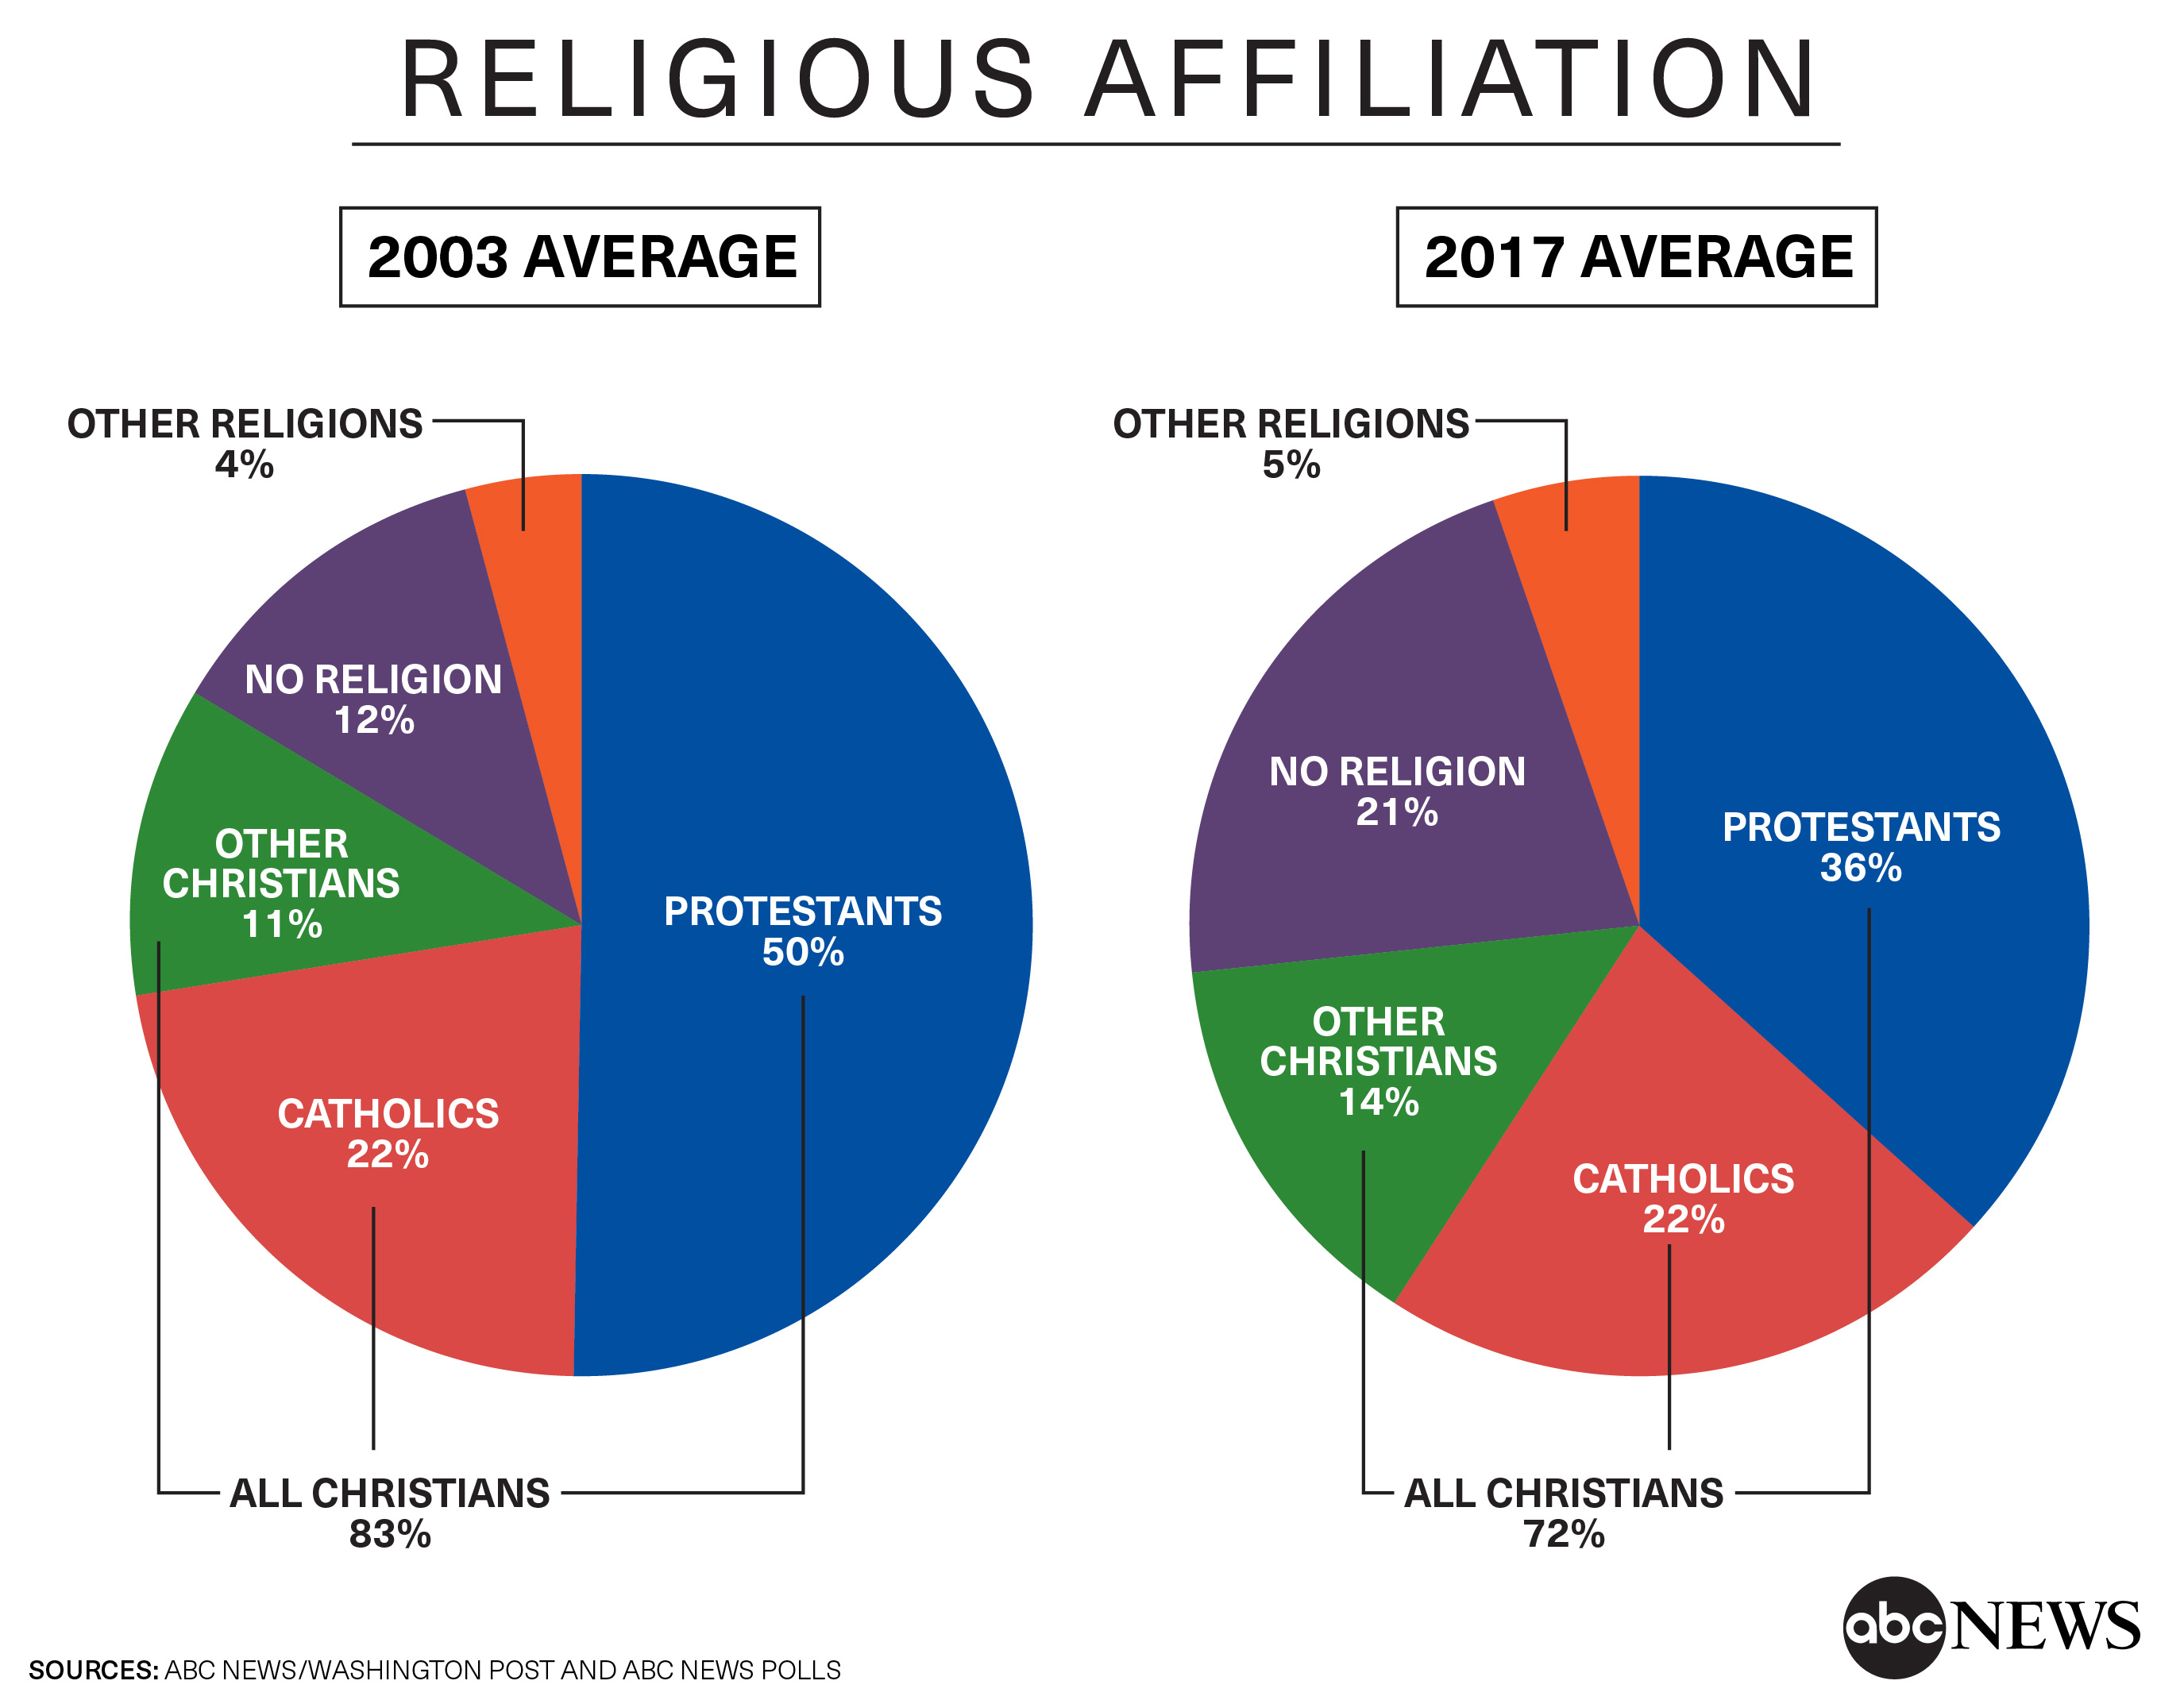 RELIGIOUS AFFILIATION
2003 AVERAGE
OTHER RELIGIONS
4%
NO RELIGION
12%
OTHER
CHRISTIANS
11%
PROTESTANTS
50%
CATHOLICS
22%
ALL CHRISTIANS
83%
2017 AVERAGE
OTHER RELIGIONS
5%
NO RELIGION
21%
PROTESTANTS
36%
OTHER
CHRISTIANS
14%
CATHOLICS
22%
ALL CHRISTIANS
72%
SOURCES: ABC NEWS/WASHINGTON POST AND ABC NEWS POLLS
abc NEWS